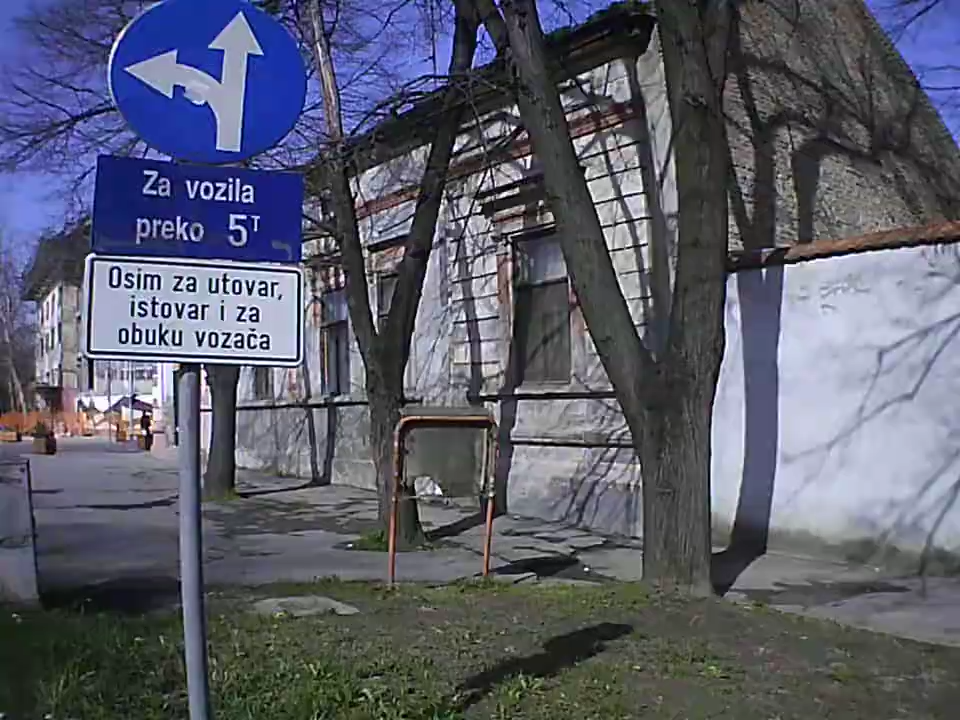 Za vozila
preko 5T
Osim za utovar,
istovar i za
obuku vozača